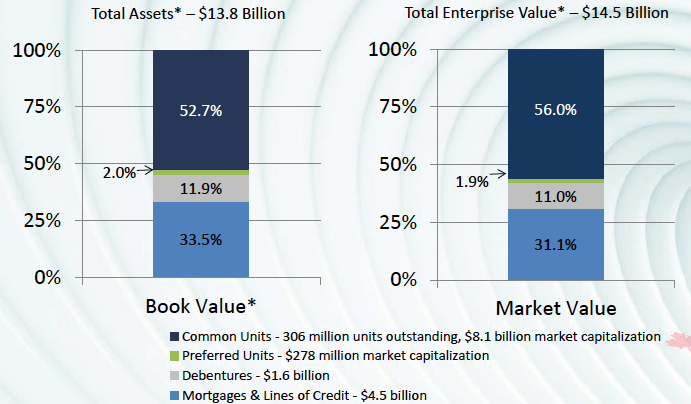 Total Assets* – $13.8 Billion
100%
75%
50%
25%
0%
52.7%
2.0%
11.9%
33.5%
Book Value*
Total Enterprise Value* – $14.5 Billion
100%
75%
50%
25%
0%
56.0%
1.9%
11.0%
31.1%
Market Value
Common Units - 306 million units outstanding, $8.1 billion market capitalization
Preferred Units - $278 million market capitalization
Debentures - $1.6 billion
Mortgages & Lines of Credit - $4.5 billion